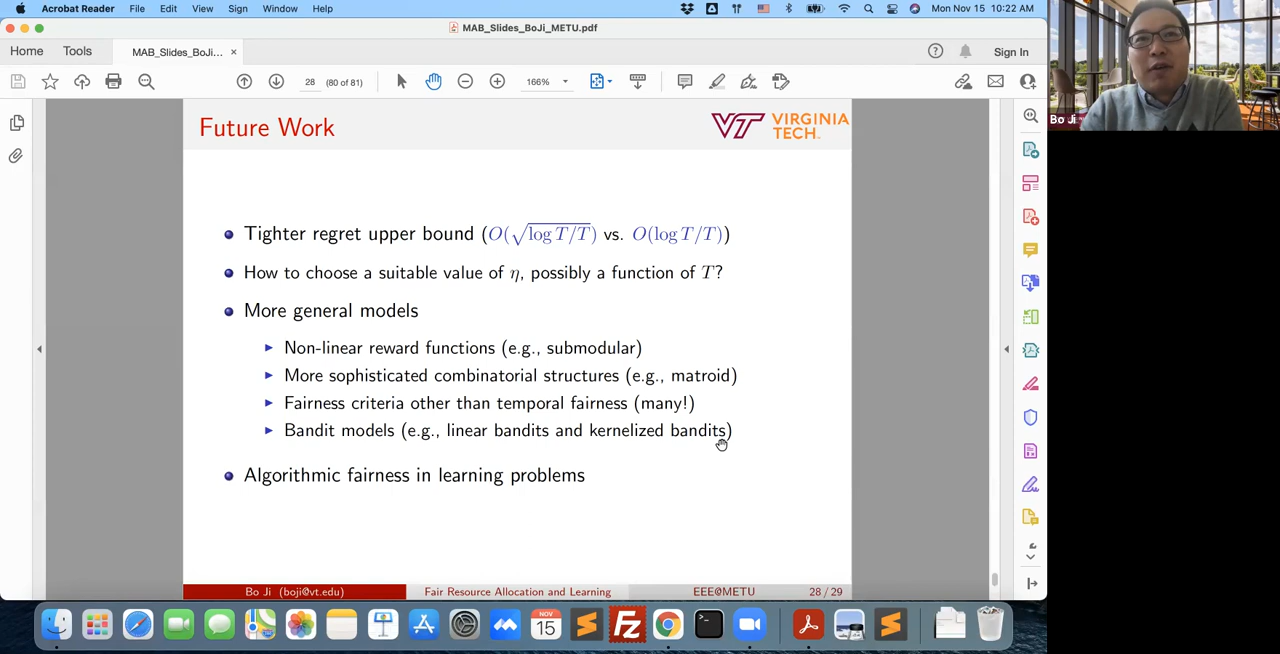 Acrobat Reader File Edit View Sign Window Help Mon Nov 15 10:22 AM
MAB_Slides_BoJi_METU.pdf
Home Tools MAB_Slides_BoJi... × Sign In
28 (80 of 81) 166%
Future Work
VIRGINIA
TECH.
Bo Ji
Tighter regret upper bound (O(√log T/T) vs. O(log T/T))
How to choose a suitable value of η, possibly a function of T?
More general models
Non-linear reward functions (e.g., submodular)
More sophisticated combinatorial structures (e.g., matroid)
Fairness criteria other than temporal fairness (many!)
Bandit models (e.g., linear bandits and kernelized bandits)
Algorithmic fairness in learning problems
Bo Ji (boji@vt.edu) Fair Resource Allocation and Learning EEE@METU 28 / 29
NOV
15
Fz